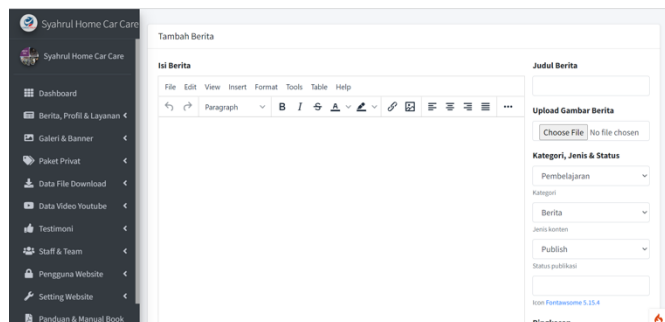 Syahrul Home Car Care
Syahrul Home Car Care
Dashboard
Berita, Profil & Layanan
Galeri & Banner
Paket Privat
Data File Download
Data Video Youtube
Testimoni
Staff & Team
Pengguna Website
Setting Website
Panduan & Manual Book
Tambah Berita
Isi Berita
File Edit View Insert Format Tools Table Help
Paragraph B I S A
Judul Berita
Upload Gambar Berita
Choose File No file chosen
Kategori, Jenis & Status
Pembelajaran
Kategori
Berita
Jenis konten
Publish
Status publikasi
Icon Fontawsome 5.15.4